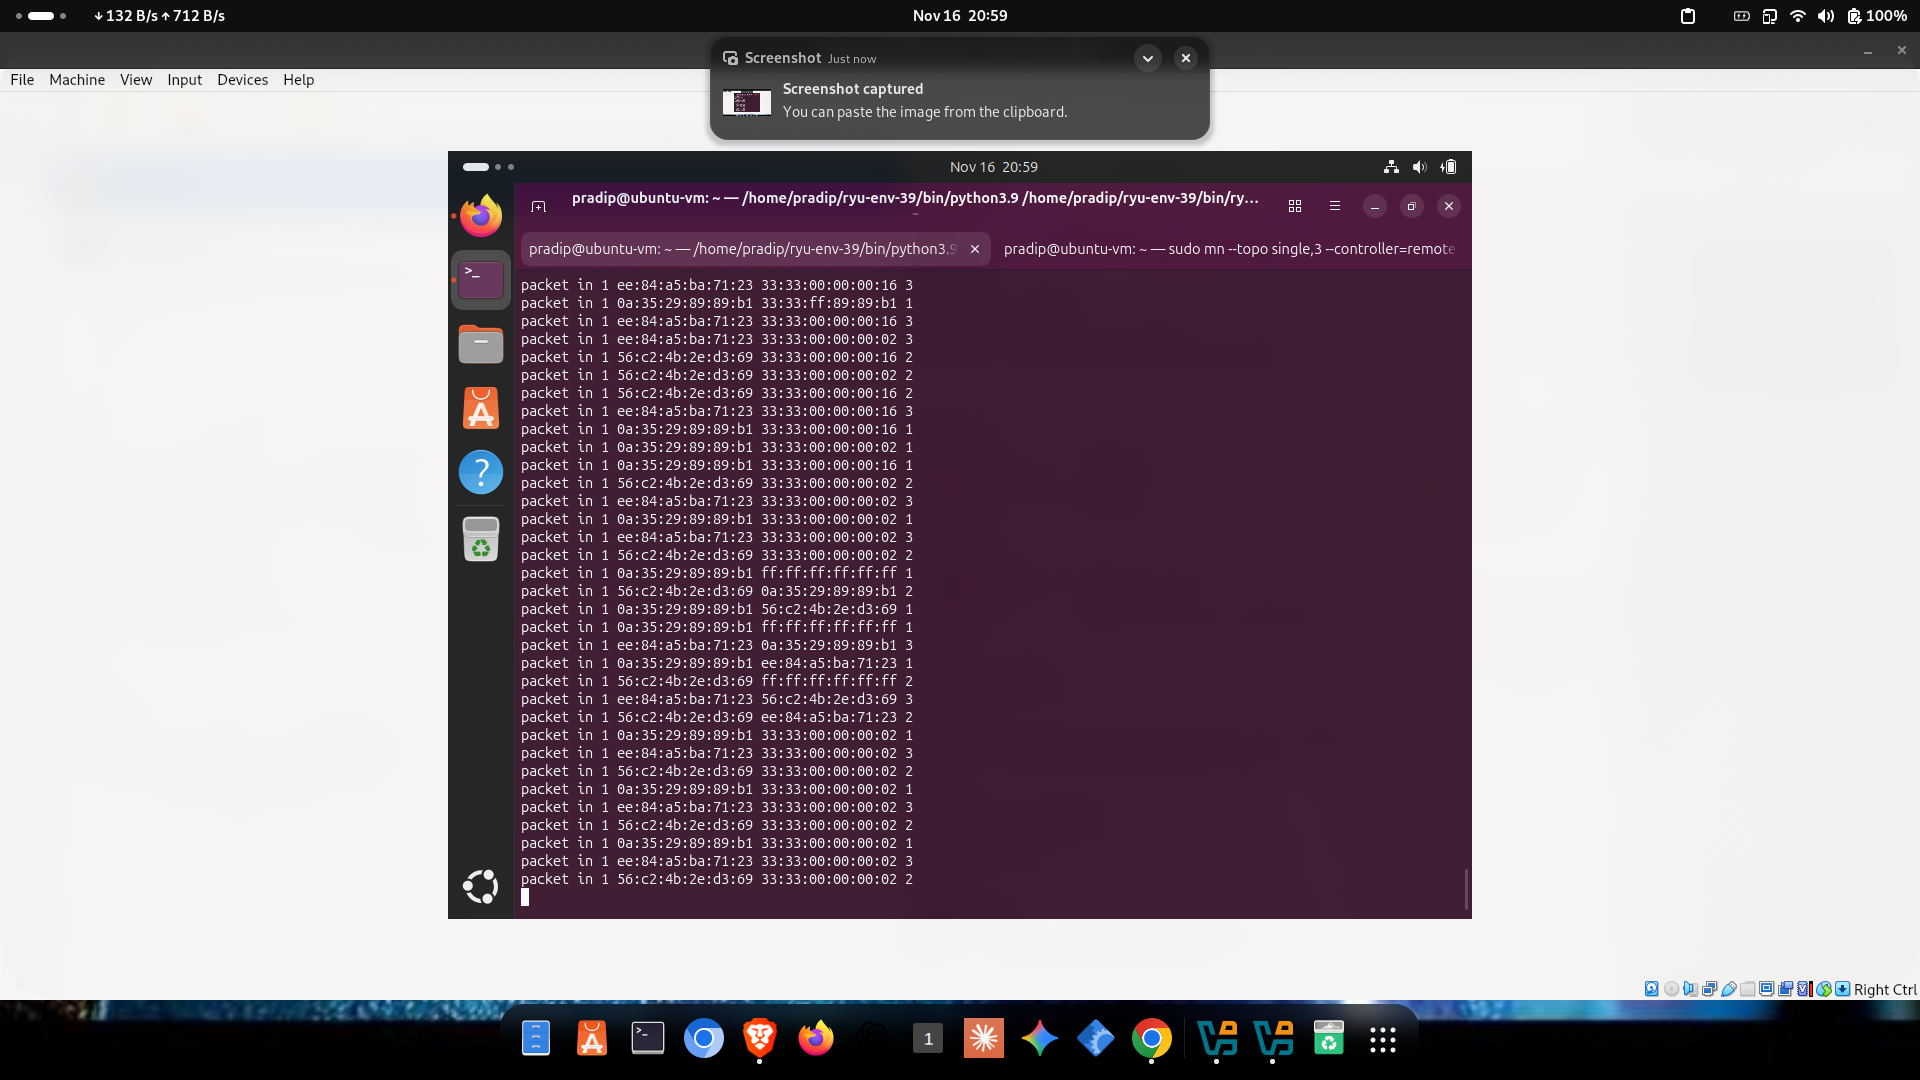 ↓ 132 B/s ↑ 712 B/s
Nov 16 20:59
100%
Screenshot Just now
Screenshot captured
You can paste the image from the clipboard.
File Machine View Input Devices Help
Nov 16 20:59
pradip@ubuntu-vm: ~ — /home/pradip/ryu-env-39/bin/python3.9 /home/pradip/ryu-env-39/bin/ry…
~
pradip@ubuntu-vm: ~ — /home/pradip/ryu-env-39/bin/python3.9
pradip@ubuntu-vm: ~ — sudo mn --topo single,3 --controller=remote
packet in 1 ee:84:a5:ba:71:23 33:33:00:00:00:16 3
packet in 1 0a:35:29:89:89:b1 33:33:ff:89:89:b1 1
packet in 1 ee:84:a5:ba:71:23 33:33:00:00:00:16 3
packet in 1 ee:84:a5:ba:71:23 33:33:00:00:00:02 3
packet in 1 56:c2:4b:2e:d3:69 33:33:00:00:00:16 2
packet in 1 56:c2:4b:2e:d3:69 33:33:00:00:00:02 2
packet in 1 56:c2:4b:2e:d3:69 33:33:00:00:00:16 2
packet in 1 ee:84:a5:ba:71:23 33:33:00:00:00:16 3
packet in 1 0a:35:29:89:89:b1 33:33:00:00:00:16 1
packet in 1 0a:35:29:89:89:b1 33:33:00:00:00:02 1
packet in 1 0a:35:29:89:89:b1 33:33:00:00:00:16 1
packet in 1 56:c2:4b:2e:d3:69 33:33:00:00:00:02 2
packet in 1 ee:84:a5:ba:71:23 33:33:00:00:00:02 3
packet in 1 0a:35:29:89:89:b1 33:33:00:00:00:02 1
packet in 1 ee:84:a5:ba:71:23 33:33:00:00:00:02 3
packet in 1 56:c2:4b:2e:d3:69 33:33:00:00:00:02 2
packet in 1 0a:35:29:89:89:b1 ff:ff:ff:ff:ff:ff 1
packet in 1 56:c2:4b:2e:d3:69 0a:35:29:89:89:b1 2
packet in 1 0a:35:29:89:89:b1 56:c2:4b:2e:d3:69 1
packet in 1 0a:35:29:89:89:b1 ff:ff:ff:ff:ff:ff 1
packet in 1 ee:84:a5:ba:71:23 0a:35:29:89:89:b1 3
packet in 1 0a:35:29:89:89:b1 ee:84:a5:ba:71:23 1
packet in 1 56:c2:4b:2e:d3:69 ff:ff:ff:ff:ff:ff 2
packet in 1 ee:84:a5:ba:71:23 56:c2:4b:2e:d3:69 3
packet in 1 56:c2:4b:2e:d3:69 ee:84:a5:ba:71:23 2
packet in 1 0a:35:29:89:89:b1 33:33:00:00:00:02 1
packet in 1 ee:84:a5:ba:71:23 33:33:00:00:00:02 3
packet in 1 56:c2:4b:2e:d3:69 33:33:00:00:00:02 2
packet in 1 0a:35:29:89:89:b1 33:33:00:00:00:02 1
packet in 1 ee:84:a5:ba:71:23 33:33:00:00:00:02 3
packet in 1 56:c2:4b:2e:d3:69 33:33:00:00:00:02 2
packet in 1 0a:35:29:89:89:b1 33:33:00:00:00:02 1
packet in 1 ee:84:a5:ba:71:23 33:33:00:00:00:02 3
packet in 1 56:c2:4b:2e:d3:69 33:33:00:00:00:02 2
Right Ctrl
1